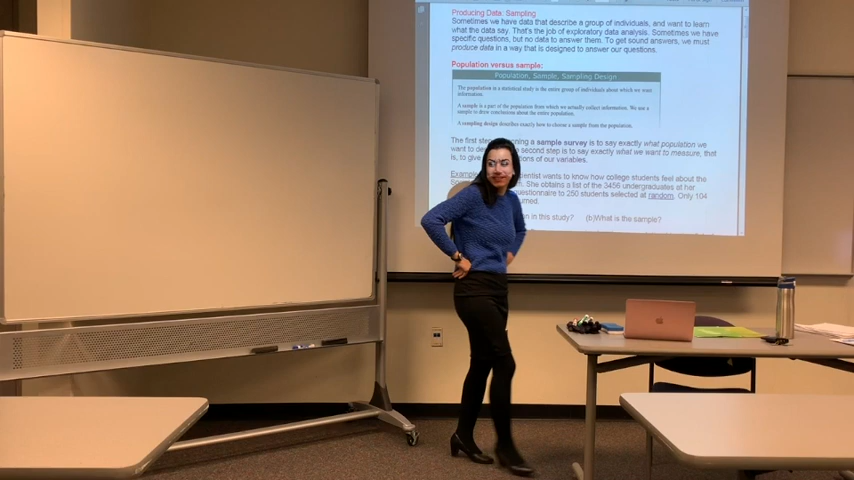 Producing Data: Sampling
Sometimes we have data that describe a group of individuals, and want to learn
what the data say. That's the job of exploratory data analysis. Sometimes we have
specific questions, but no data to answer them. To get sound answers, we must
produce data in a way that is designed to answer our questions.
Population versus sample:
Population, Sample, Sampling Design
The population in a statistical study is the entire group of individuals about which we want
information.
A sample is a part of the population from which we actually collect information. We use a
sample to draw conclusions about the entire population.
A sampling design describes exactly how to choose a sample from the population.
The first step a sample survey is to say exactly what population we
want to second step is to say exactly what we want to measure, that
is, to give of our variables.
Example wants to know how college students feel about the
She obtains a list of the 3456 undergraduates at her
to 250 students selected at random. Only 104
in this study? (b)What is the sample?